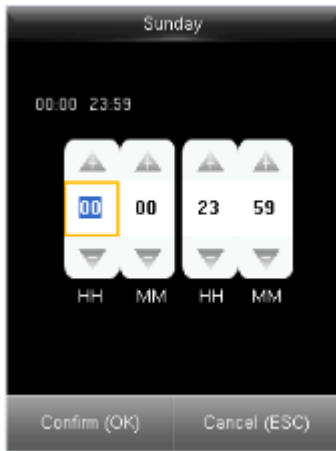 Sunday
00:00 23:59
00 00 23 59
HH MM HH MM
Confirm (OK) Cancel (ESC)